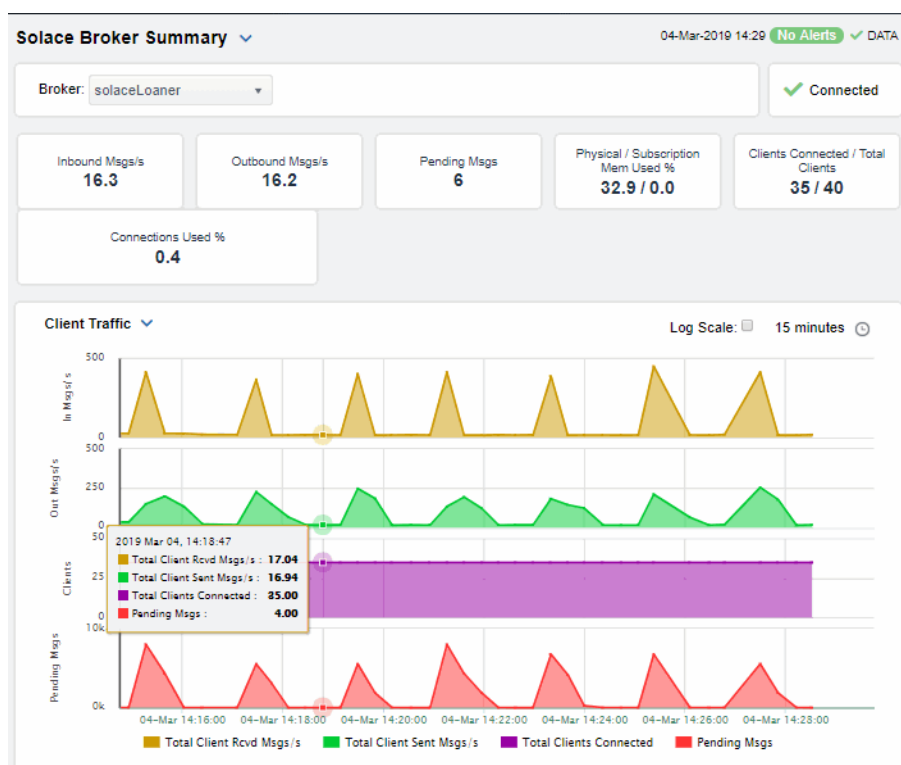 Solace Broker Summary
04-Mar-2019 14:29 No Alerts DATA
Broker: solaceLoaner
Connected
Inbound Msgs/s
16.3
Outbound Msgs/s
16.2
Pending Msgs
6
Physical / Subscription
Mem Used %
32.9 / 0.0
Clients Connected / Total
Clients
35 / 40
Connections Used %
0.4
Client Traffic
Log Scale: 15 minutes
In Msgs/s
500
0
Out Msgs/s
500
250
0
Clients
50
25
0
2019 Mar 04, 14:18:47
Total Client Rcvd Msgs/s : 17.04
Total Client Sent Msgs/s : 16.94
Total Clients Connected : 35.00
Pending Msgs : 4.00
Pending Msgs
10k
0k
04-Mar 14:16:00 04-Mar 14:18:00 04-Mar 14:20:00 04-Mar 14:22:00 04-Mar 14:24:00 04-Mar 14:26:00 04-Mar 14:28:00
Total Client Rcvd Msgs/s Total Client Sent Msgs/s Total Clients Connected Pending Msgs